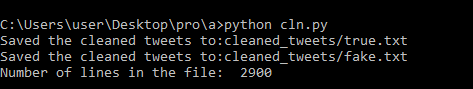 C:\Users\user\Desktop\pro\a>python cln.py
Saved the cleaned tweets to:cleaned_tweets/true.txt
Saved the cleaned tweets to:cleaned_tweets/fake.txt
Number of lines in the file:  2900